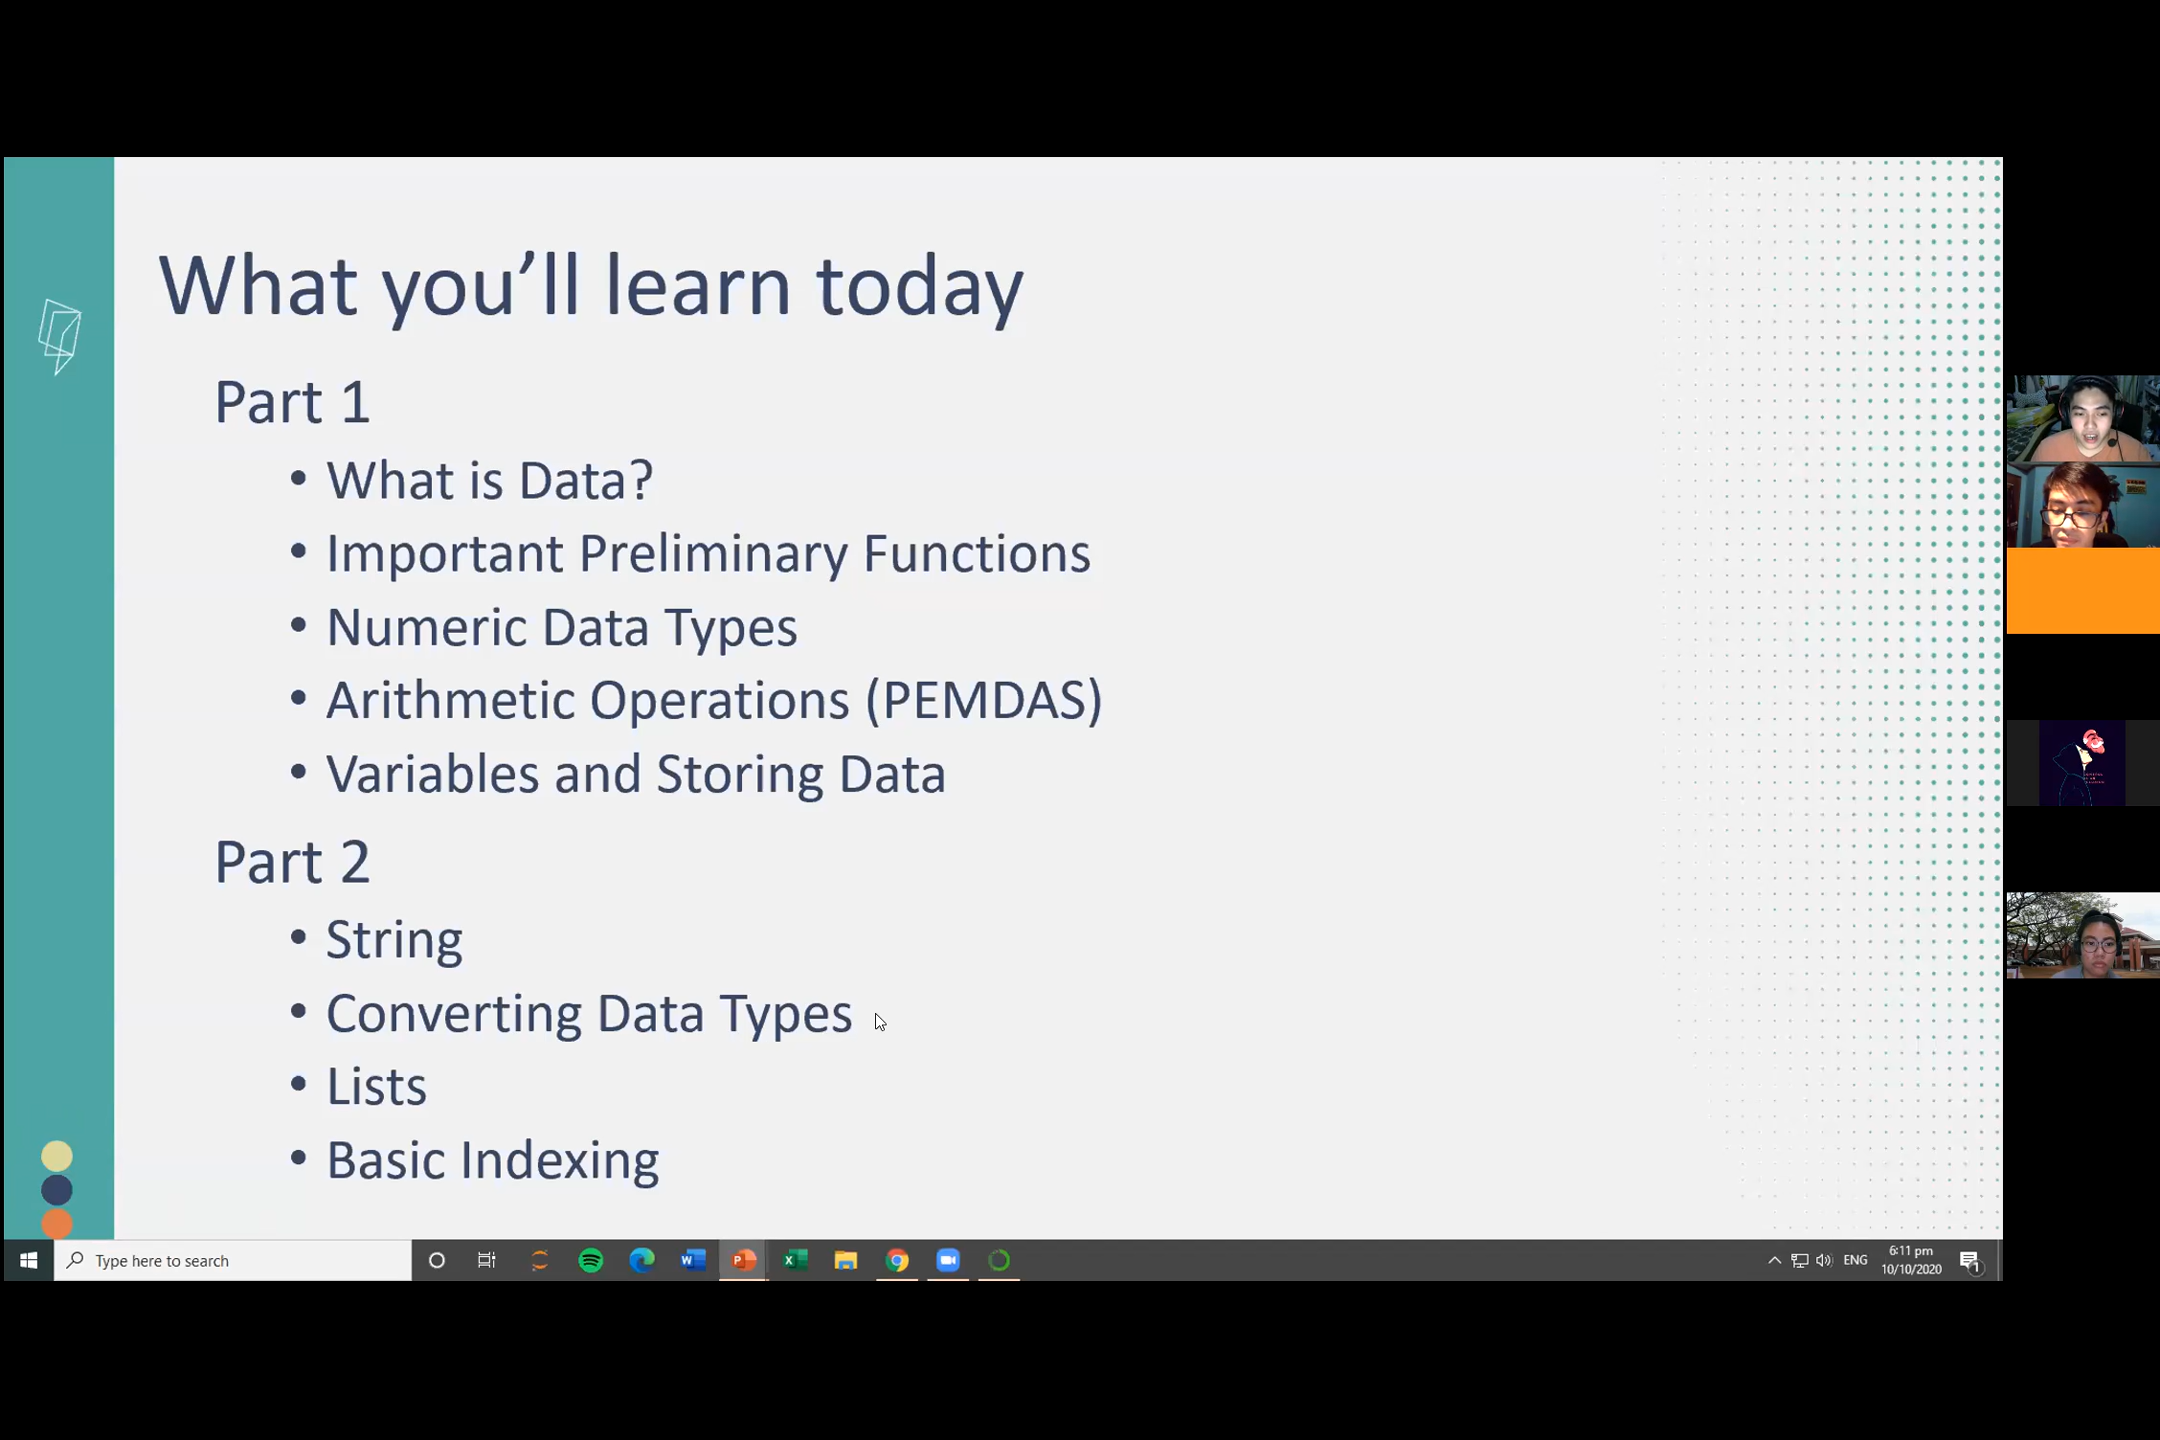 What you’ll learn today
Part 1
• What is Data?
• Important Preliminary Functions
• Numeric Data Types
• Arithmetic Operations (PEMDAS)
• Variables and Storing Data
Part 2
• String
• Converting Data Types
• Lists
• Basic Indexing
Type here to search
ENG
6:11 pm
10/10/2020
1